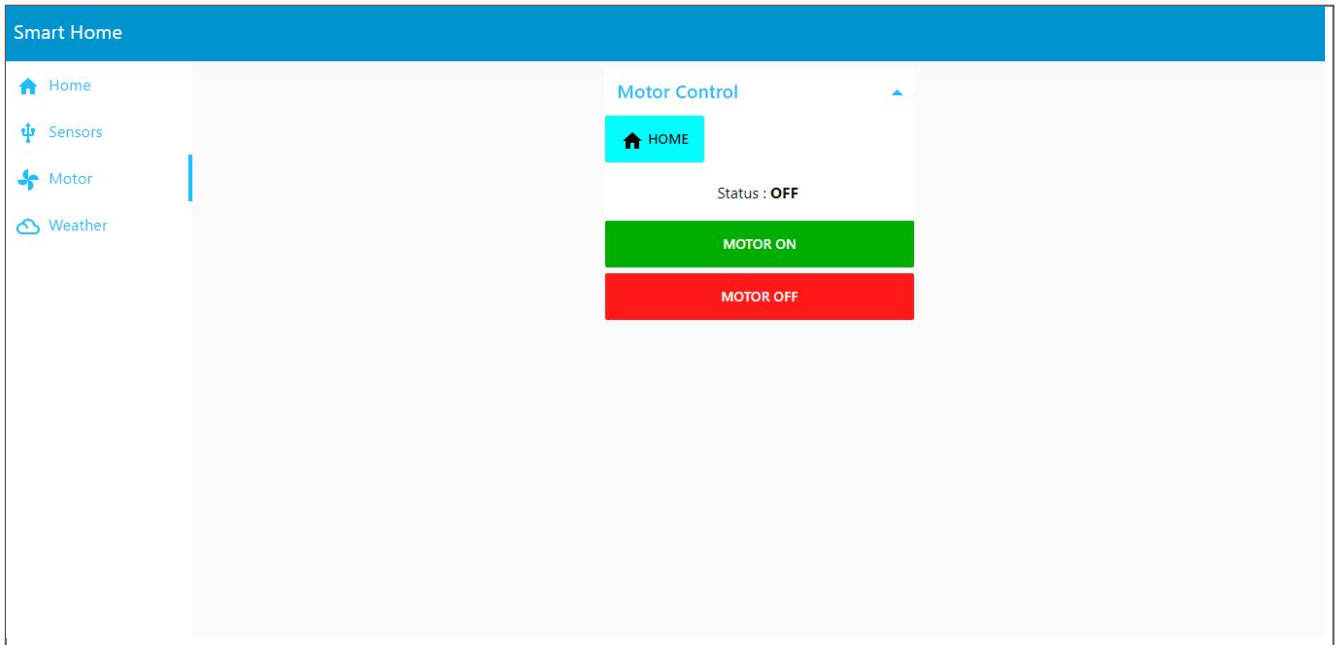 Smart Home
Home
Sensors
Motor
Weather
Motor Control
HOME
Status : OFF
MOTOR ON
MOTOR OFF